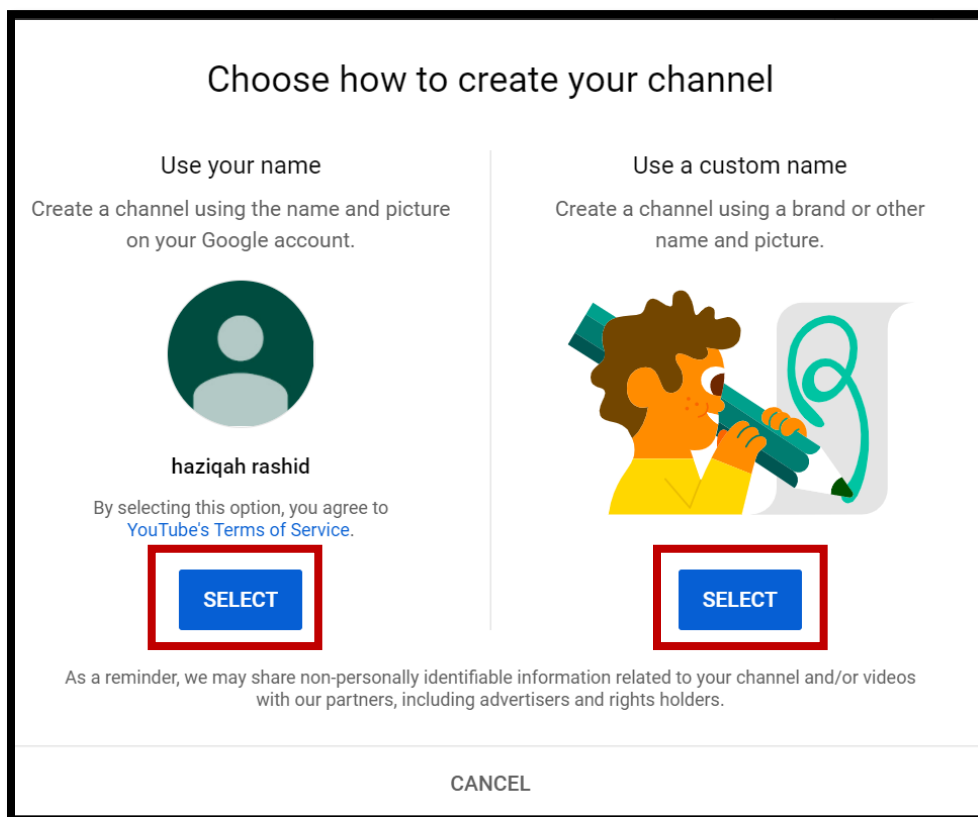 Choose how to create your channel
Use your name
Create a channel using the name and picture
on your Google account.
haziqah rashid
By selecting this option, you agree to
YouTube's Terms of Service.
SELECT
Use a custom name
Create a channel using a brand or other
name and picture.
SELECT
As a reminder, we may share non-personally identifiable information related to your channel and/or videos
with our partners, including advertisers and rights holders.
CANCEL